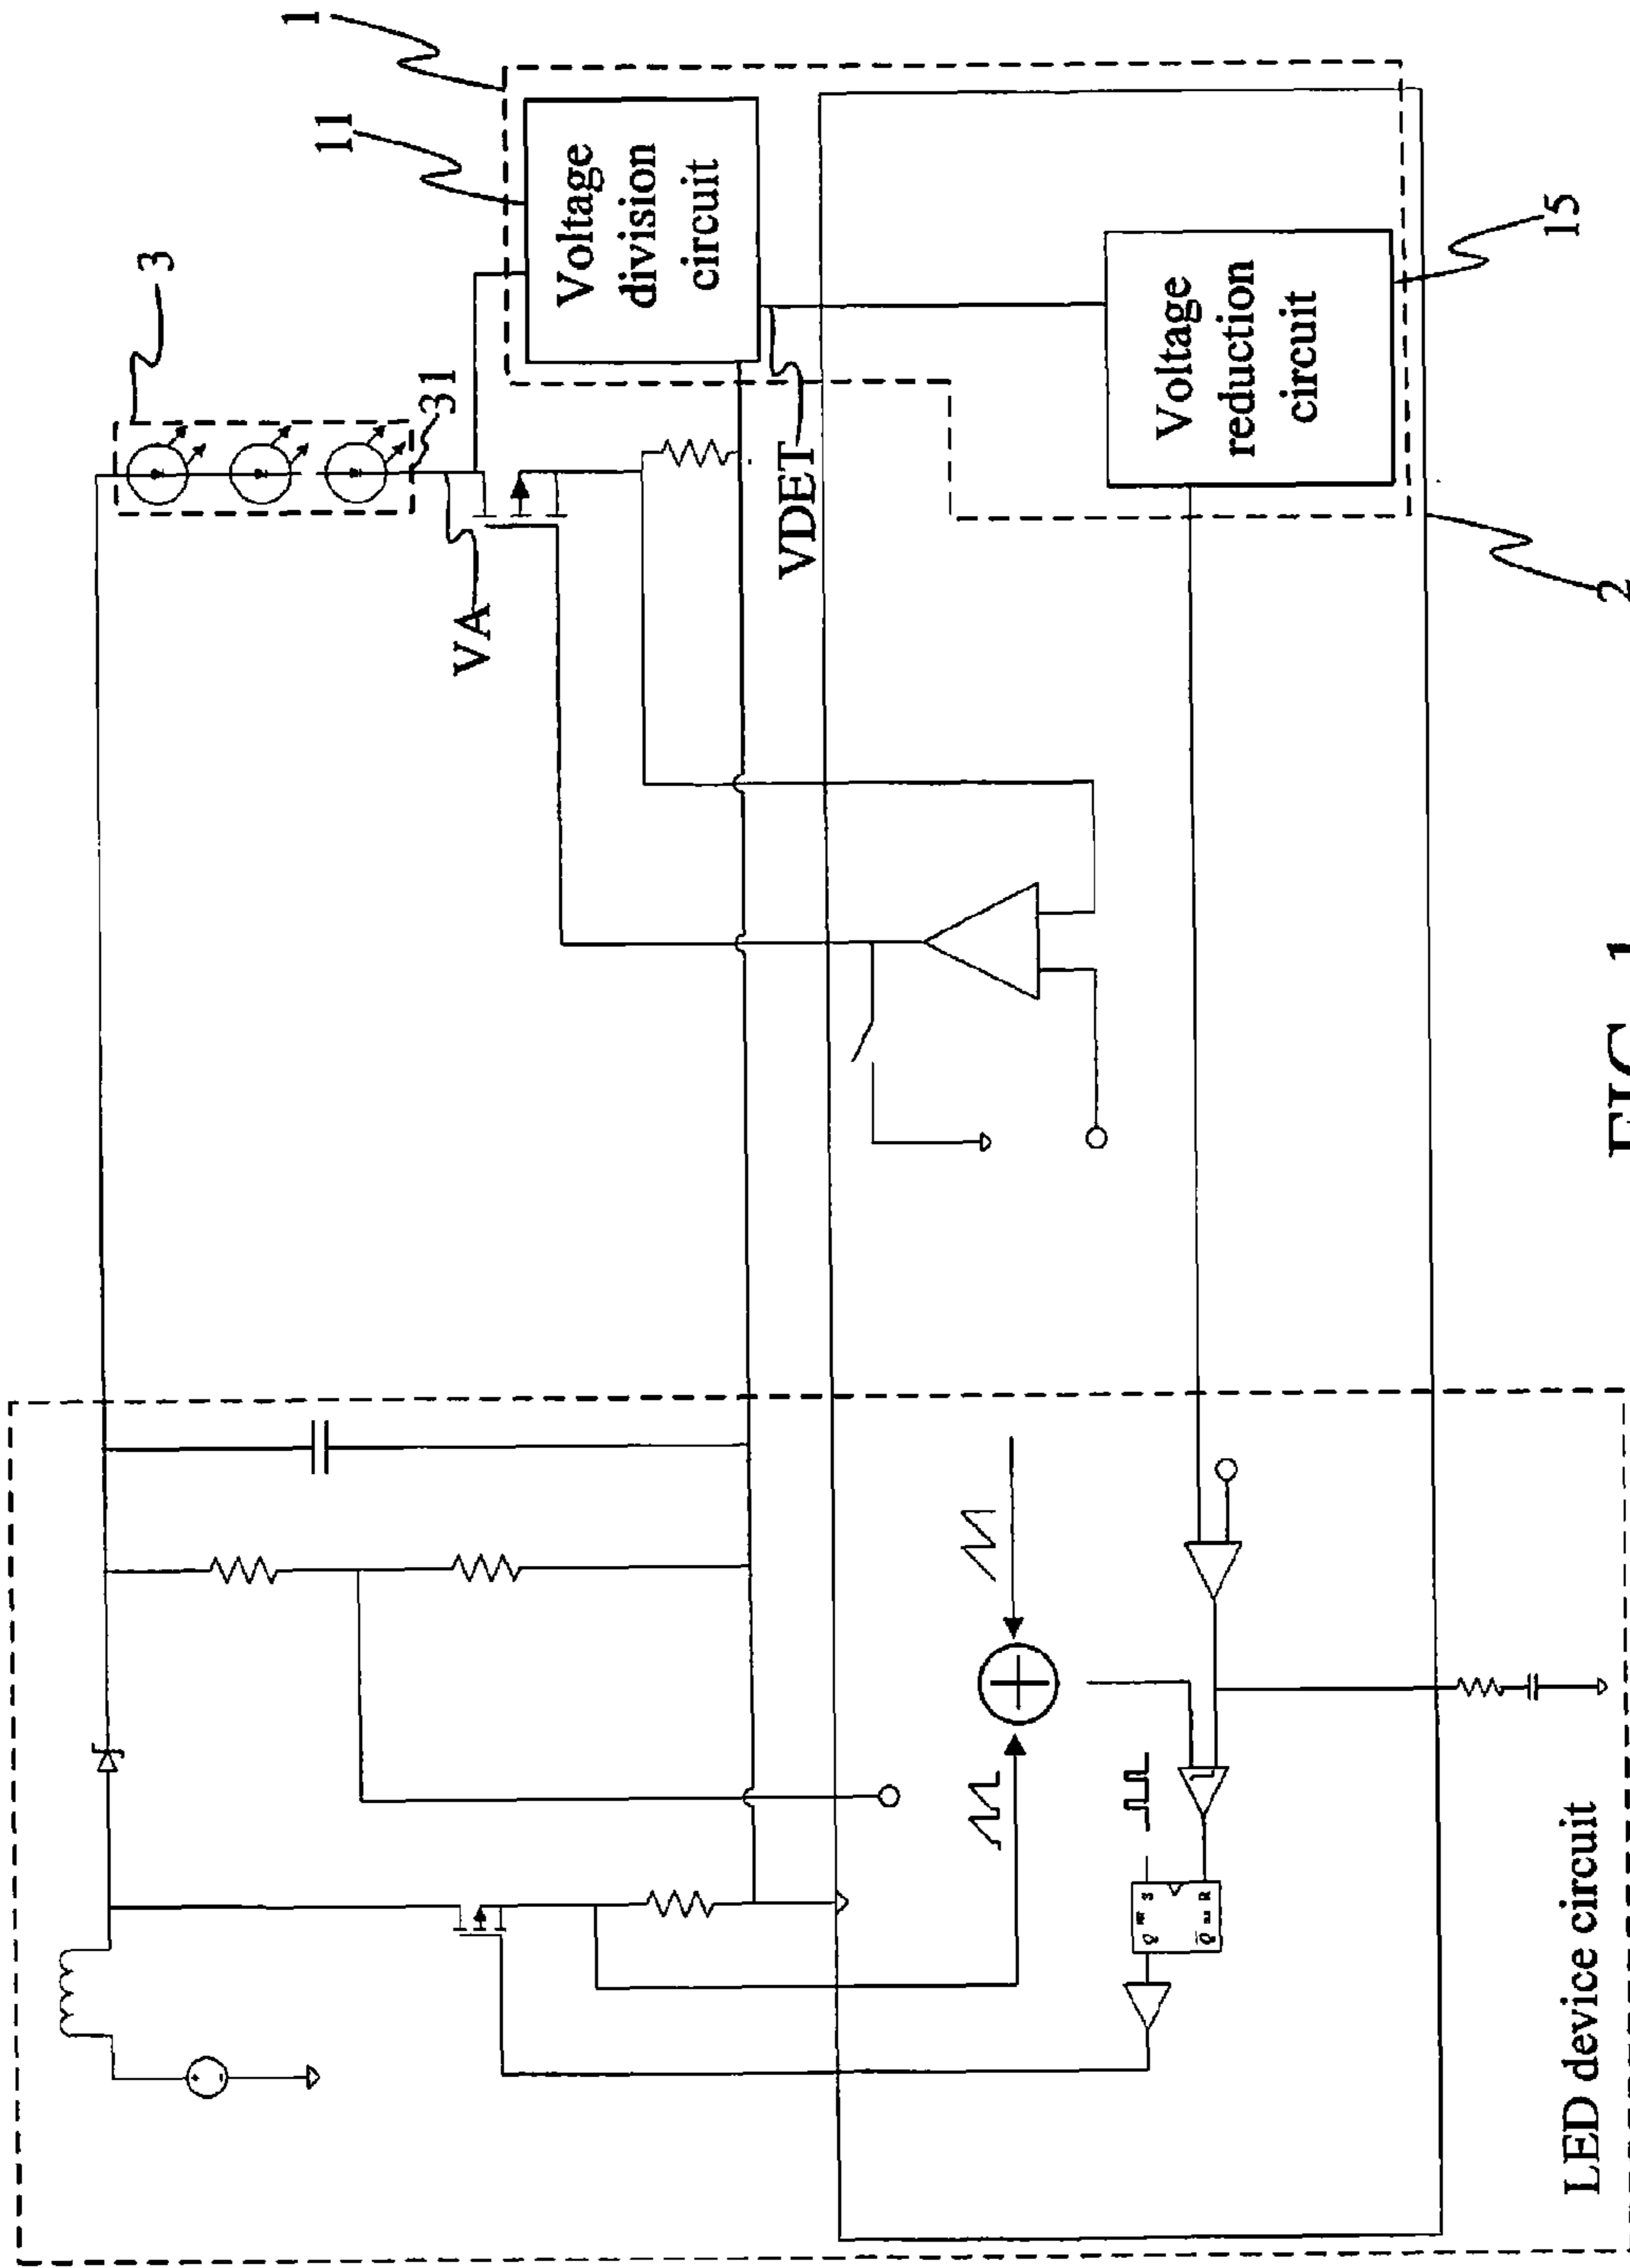 1
11
Voltage
division
circuit
3
31
VA
VDET
Voltage
reduction
circuit
15
2
S
Q
R
Q
LED device circuit
FIG. 1